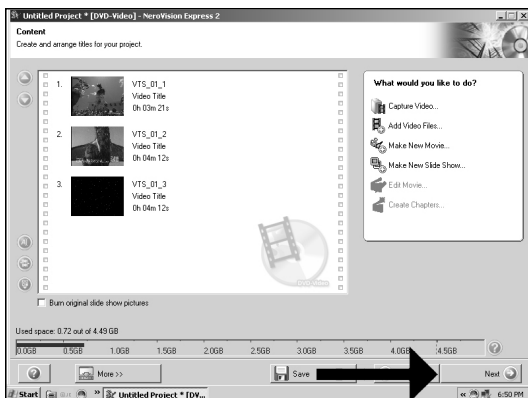 Untitled Project * [DVD-Video] - NeroVision Express 2
Content
Create and arrange titles for your project.
1. VTS_01_1
Video Title
0h 03m 21s
2. VTS_01_2
Video Title
0h 04m 12s
3. VTS_01_3
Video Title
0h 04m 12s
DVD-Video
Burn original slide show pictures
What would you like to do?
Capture Video...
Add Video Files...
Make New Movie...
Make New Slide Show...
Edit Movie...
Create Chapters...
Used space: 0.72 out of 4.49 GB
0.0GB 0.5GB 1.0GB 1.5GB 2.0GB 2.5GB 3.0GB 3.5GB 4.0GB 4.5GB
More >> Save Next
Start Untitled Project * [DV... 6:50 PM